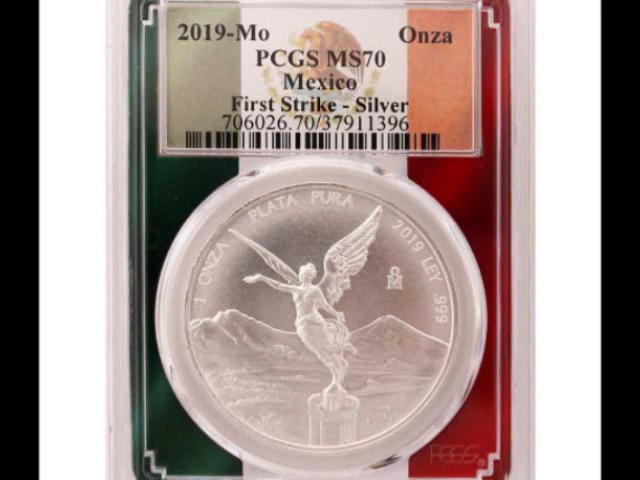 2019-Mo Onza
PCGS MS70
Mexico
First Strike - Silver
706026.70/37911396
1 ONZA PLATA PURA 2019 LEY .999
Mo
PCGS